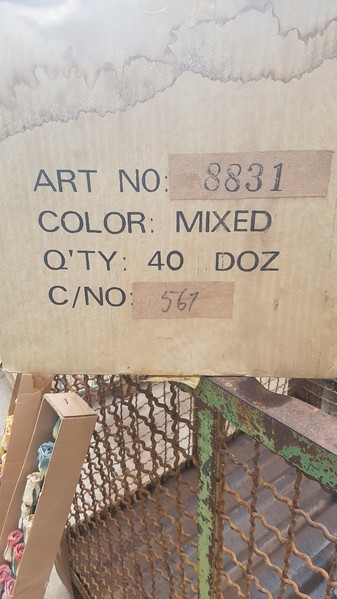 ART NO: 8831
COLOR: MIXED
Q'TY: 40 DOZ
C/NO: 567